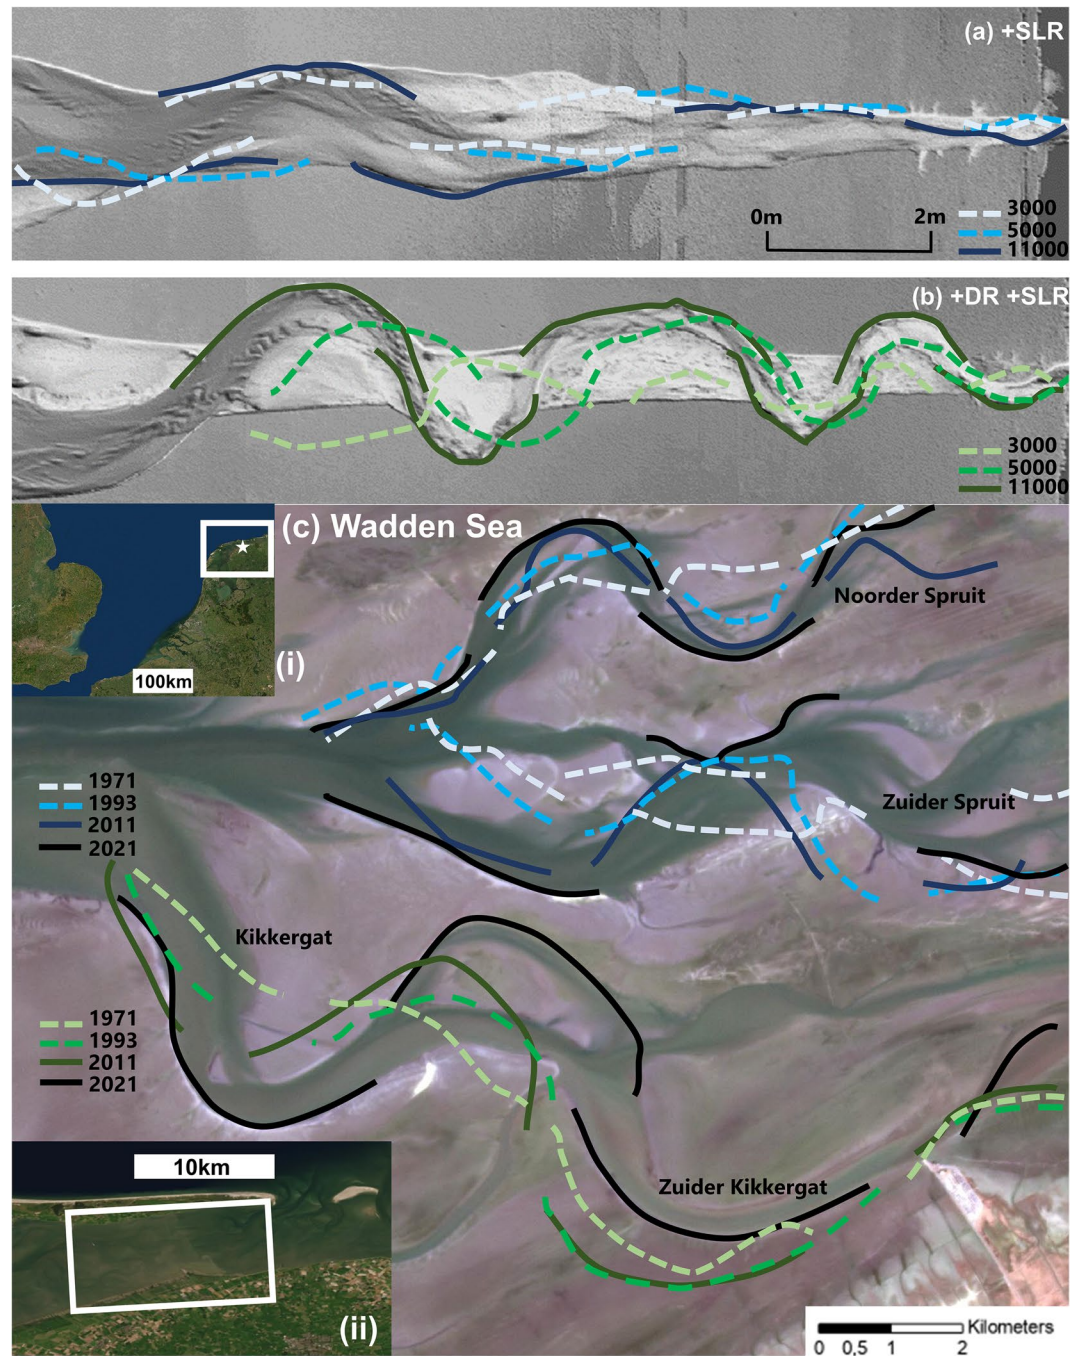 (a) +SLR
0m 2m
3000
5000
11000
(b) +DR +SLR
3000
5000
11000
(c) Wadden Sea
100km
(i)
Noorder Spruit
Zuider Spruit
1971
1993
2011
2021
Kikkergat
1971
1993
2011
2021
Zuider Kikkergat
10km
(ii)
Kilometers
0 0,5 1 2